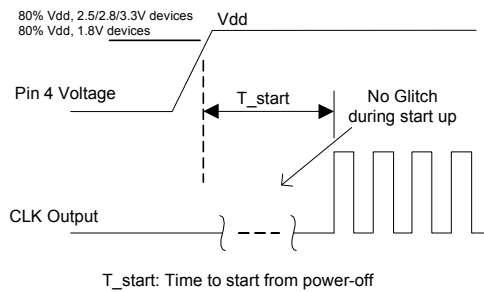 80% Vdd, 2.5/2.8/3.3V devices
80% Vdd, 1.8V devices
Vdd
Pin 4 Voltage
T_start
No Glitch
during start up
CLK Output
T_start: Time to start from power-off